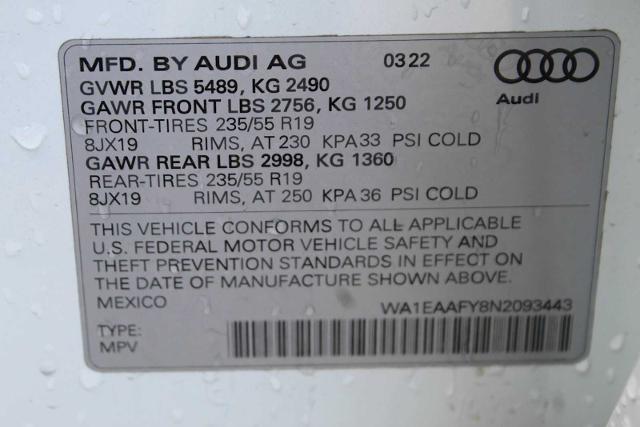 MFD. BY AUDI AG 03 22
GVWR LBS 5489, KG 2490
GAWR FRONT LBS 2756, KG 1250
Audi
FRONT-TIRES 235/55 R19
8JX19 RIMS, AT 230 KPA 33 PSI COLD
GAWR REAR LBS 2998, KG 1360
REAR-TIRES 235/55 R19
8JX19 RIMS, AT 250 KPA 36 PSI COLD
THIS VEHICLE CONFORMS TO ALL APPLICABLE
U.S. FEDERAL MOTOR VEHICLE SAFETY AND
THEFT PREVENTION STANDARDS IN EFFECT ON
THE DATE OF MANUFACTURE SHOWN ABOVE.
MEXICO WA1EAAFY8N2093443
TYPE:
MPV